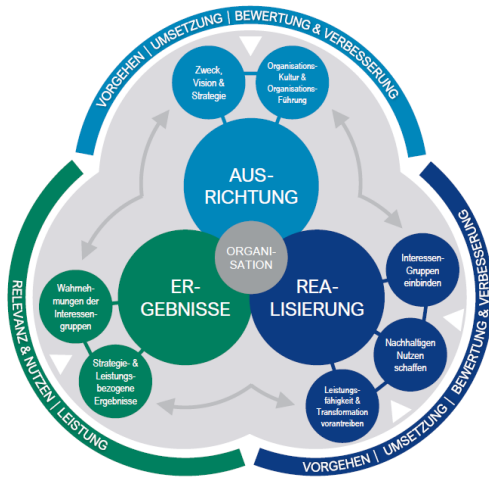 VORGEHEN | UMSETZUNG | BEWERTUNG & VERBESSERUNG
Zweck,
Vision &
Strategie
Organisations-
Kultur &
Organisations-
Führung
AUS-
RICHTUNG
ORGANI-
SATION
ER-
GEBNISSE
REA-
LISIERUNG
Wahrneh-
mungen der
Interessen-
gruppen
Strategie- &
Leistungs-
bezogene
Ergebnisse
Interessen-
Gruppen
einbinden
Nachhaltigen
Nutzen
schaffen
Leistungs-
fähigkeit &
Transformation
vorantreiben
RELEVANZ & NUTZEN | LEISTUNG
VORGEHEN | UMSETZUNG | BEWERTUNG & VERBESSERUNG